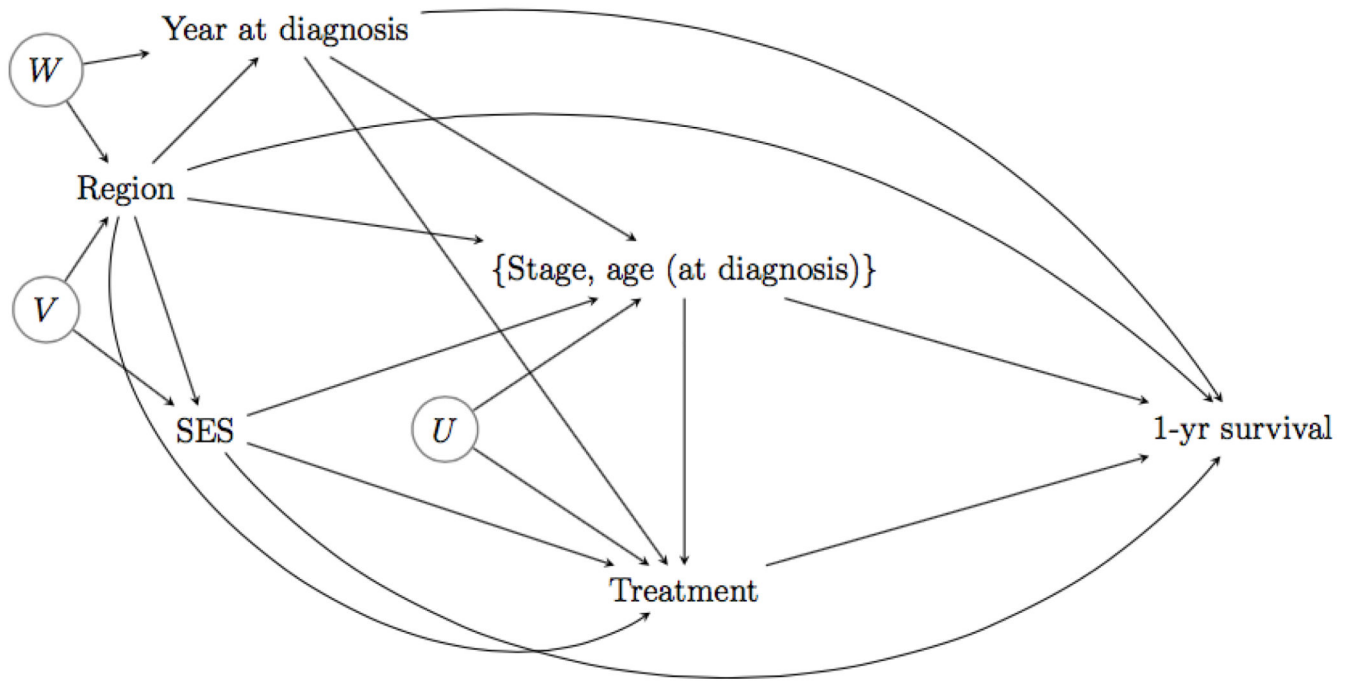 Year at diagnosis
W
Region
{Stage, age (at diagnosis)}
V
SES
U
1-yr survival
Treatment